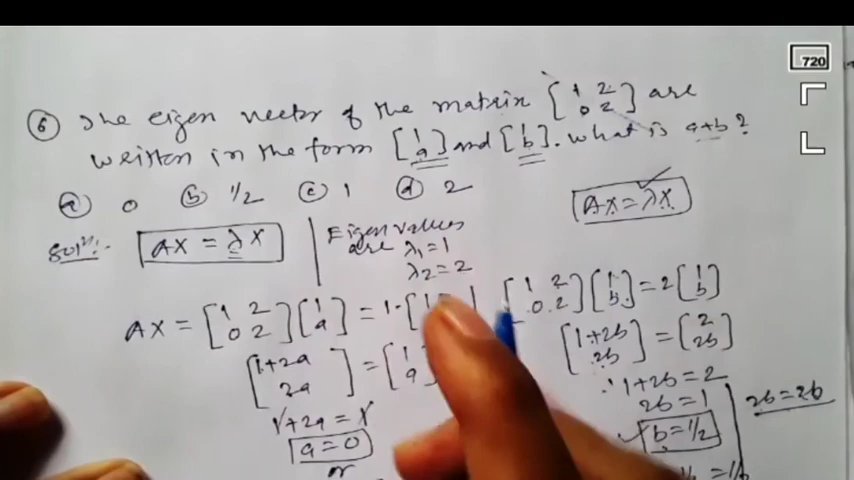 720
⑥ The eigen vector of the matrix [1 2 0 2] are
written in the form [1 a] and [1 b]. What is a+b?
ⓐ 0 ⓑ 1/2 ⓒ 1 ⓓ 2
AX = λX
Solⁿ:- AX = λX
Eigen values
are λ₁ = 1
λ₂ = 2
AX = [1 2 0 2] [1 a] = 1·
[1+2a 2a] = [1 a
1+2a = 1
a = 0
or
[1 2 0 2] [1 b] = 2 [1 b]
[1+2b 2b] = [2 2b]
∴ 1+2b = 2
2b = 1
b = 1/2
2b = 2b